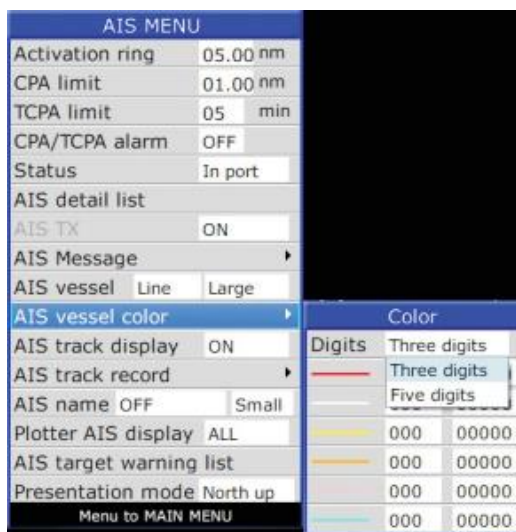 AIS MENU
Activation ring 05.00 nm
CPA limit 01.00 nm
TCPA limit 05 min
CPA/TCPA alarm OFF
Status In port
AIS detail list
AIS TX ON
AIS Message
AIS vessel Line Large
AIS vessel color
AIS track display ON
AIS track record
AIS name OFF Small
Plotter AIS display ALL
AIS target warning list
Presentation mode North up
Menu to MAIN MENU
Color
Digits Three digits
Three digits
Five digits
000 00000
000 00000
000 00000
000 00000